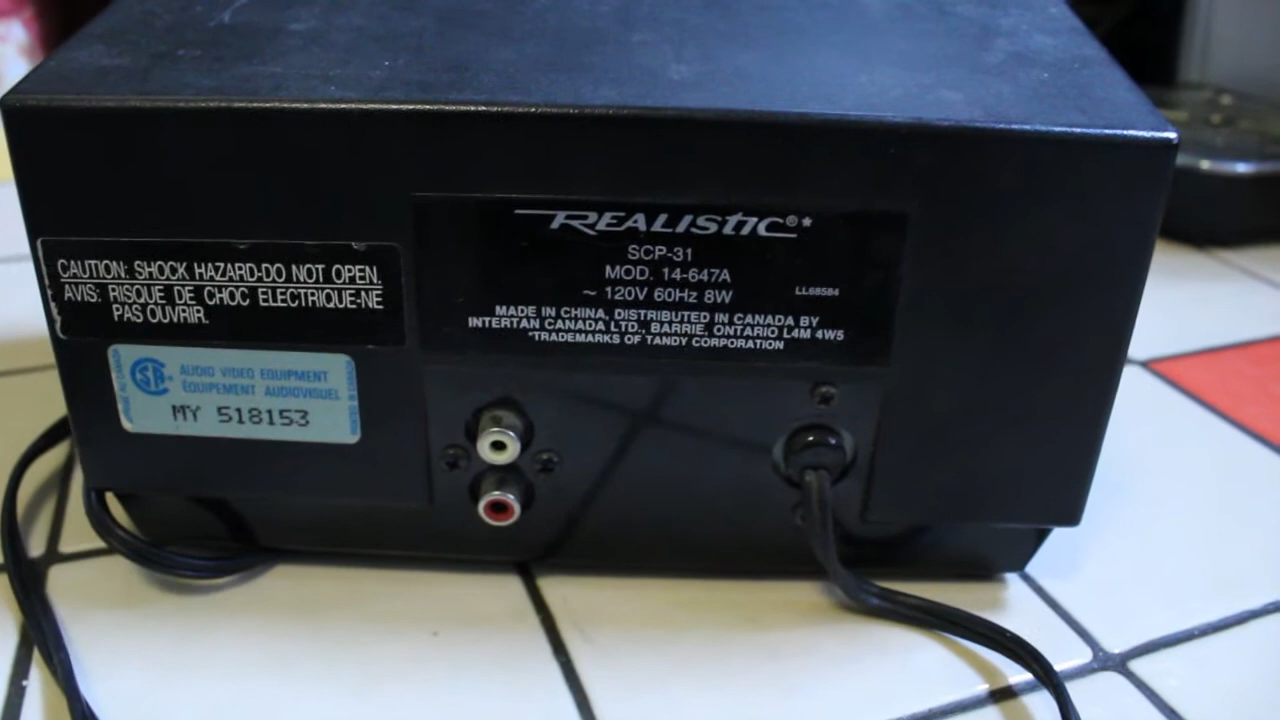 REALISTIC®*
SCP-31
MOD. 14-647A
~ 120V 60Hz 8W
LL68584
MADE IN CHINA, DISTRIBUTED IN CANADA BY
INTERTAN CANADA LTD., BARRIE, ONTARIO L4M 4W5
*TRADEMARKS OF TANDY CORPORATION
CAUTION: SHOCK HAZARD-DO NOT OPEN.
AVIS: RISQUE DE CHOC ELECTRIQUE-NE
PAS OUVRIR.
AUDIO VIDEO EQUIPMENT
ÉQUIPEMENT AUDIOVISUEL
MY 518153